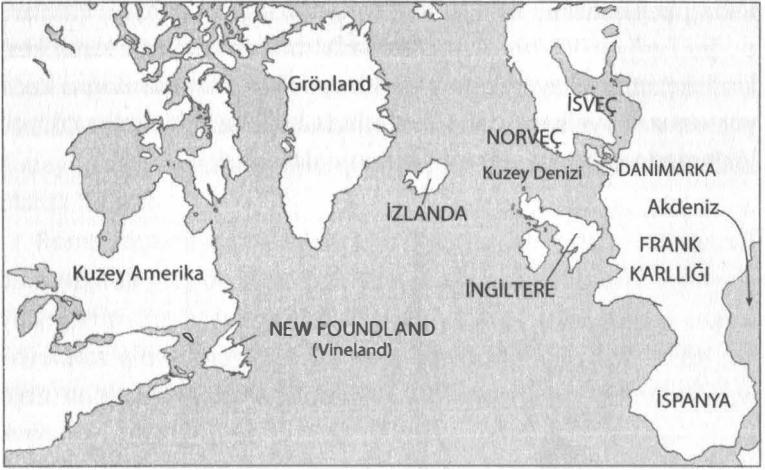 Grönland
İSVEÇ
NORVEÇ
Kuzey Denizi
DANİMARKA
İZLANDA
Akdeniz
FRANK
KARLLIĞI
Kuzey Amerika
İNGİLTERE
NEW FOUNDLAND
(Vineland)
İSPANYA